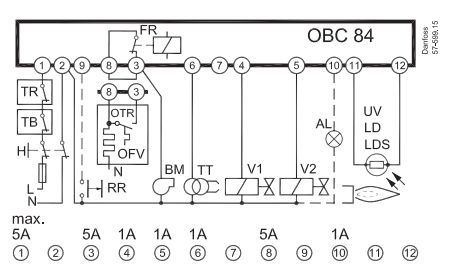 FR
OBC 84
Danfoss
57-599.15
1 2 9 8 3 6 7 4 5 10 11 12
TR
8 3
OTR
UV
LD
LDS
TB
AL
H
OFV
BM
TT
V1
V2
L
N
N
RR
max.
5A 5A 1A 1A 1A 5A 1A
1 2 3 4 5 6 7 8 9 10 11 12